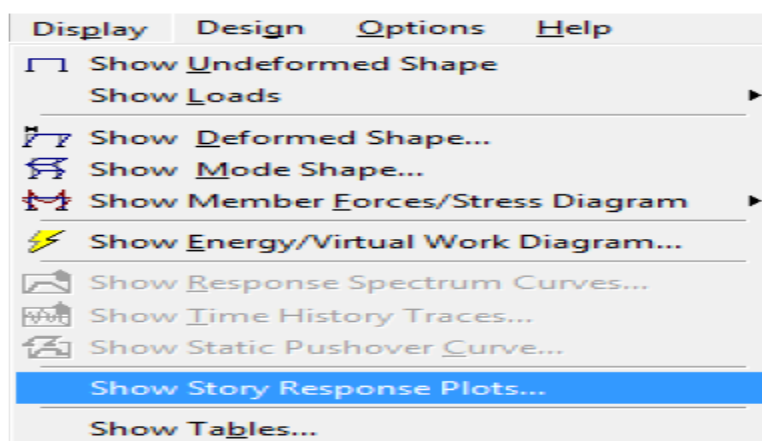 Display Design Options Help
Show Undeformed Shape
Show Loads
Show Deformed Shape...
Show Mode Shape...
Show Member Forces/Stress Diagram
Show Energy/Virtual Work Diagram...
Show Response Spectrum Curves...
Show Time History Traces...
Show Static Pushover Curve...
Show Story Response Plots...
Show Tables...